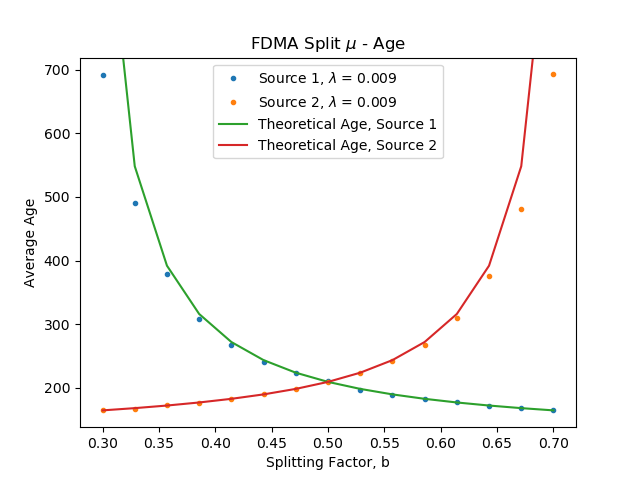 FDMA Split μ - Age
Source 1, λ = 0.009
Source 2, λ = 0.009
Theoretical Age, Source 1
Theoretical Age, Source 2
Average Age
700
600
500
400
300
200
0.30 0.35 0.40 0.45 0.50 0.55 0.60 0.65 0.70
Splitting Factor, b